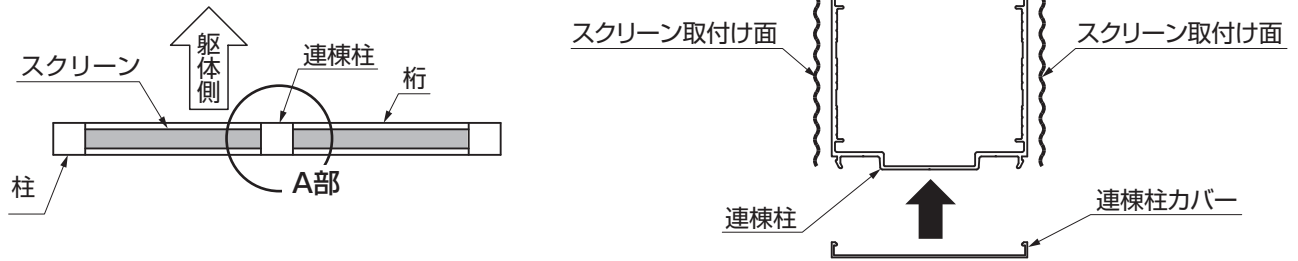 スクリーン
躯体側
連棟柱
桁
柱
A部
スクリーン取付け面
スクリーン取付け面
連棟柱
連棟柱カバー